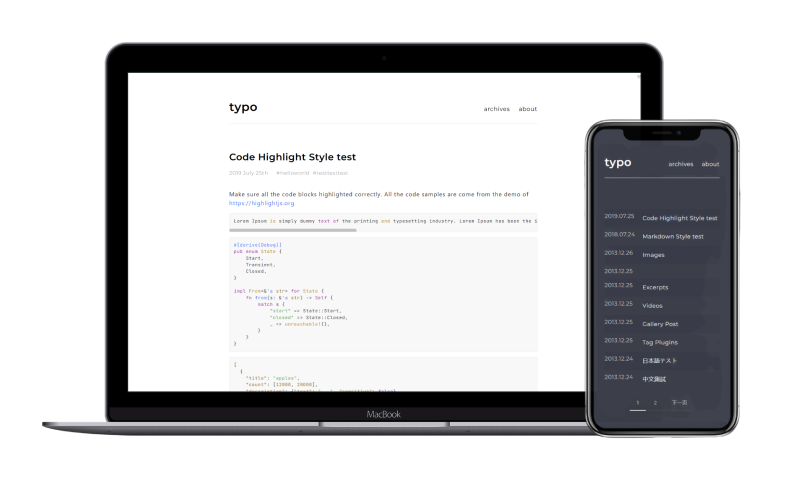 typo
archives about
Code Highlight Style test
2019 July 25th #helloworld #testtesttest
Make sure all the code blocks highlighted correctly. All the code samples are come from the demo of
https://highlightjs.org
Lorem Ipsum is simply dummy text of the printing and typesetting industry. Lorem Ipsum has been the
#[derive(Debug)]
pub enum State {
Start,
Transient,
Closed,
}
impl From<&'a str> for State {
fn from(s: &'a str) -> Self {
match s {
"start" => State::Start,
"closed" => State::Closed,
_ => unreachable!(),
}
}
}
[
{
"title": "apples",
"count": [12000, 20000],
MacBook
typo
archives about
2019.07.25 Code Highlight Style test
2018.07.24 Markdown Style test
2013.12.26 Images
2013.12.25
2013.12.25 Excerpts
2013.12.25 Videos
2013.12.25 Gallery Post
2013.12.25 Tag Plugins
2013.12.24 日本語テスト
2013.12.24 中文測試
1 2 下一页